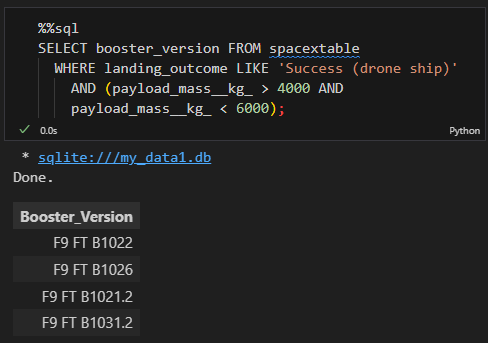 %%sql
SELECT booster_version FROM spacextable
WHERE landing_outcome LIKE 'Success (drone ship)'
AND (payload_mass__kg_ > 4000 AND
payload_mass__kg_ < 6000);
0.0s
Python
* sqlite:///my_data1.db
Done.
Booster_Version
F9 FT B1022
F9 FT B1026
F9 FT B1021.2
F9 FT B1031.2